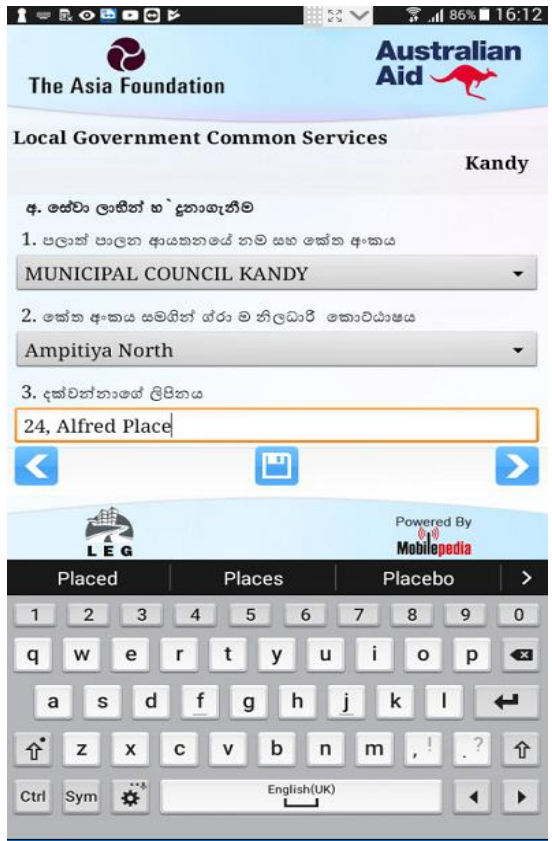 86% 16:12
The Asia Foundation
Australian
Aid
Local Government Common Services
Kandy
අ. සේවා ලාභීන් හ`දුනාගැනීම
1. පලාත් පාලන ආයතනයේ නම සහ කේත අංකය
MUNICIPAL COUNCIL KANDY
2. කේත අංකය සමගින් ග්රා ම නිලධාරී කොට්ඨාෂය
Ampitiya North
3. දක්වන්නාගේ ලිපිනය
24, Alfred Place
LEG
Powered By
Mobilepedia
Placed Places Placebo >
1 2 3 4 5 6 7 8 9 0
q w e r t y u i o p
a s d f g h j k l
z x c v b n m , ! . ?
Ctrl Sym English(UK)